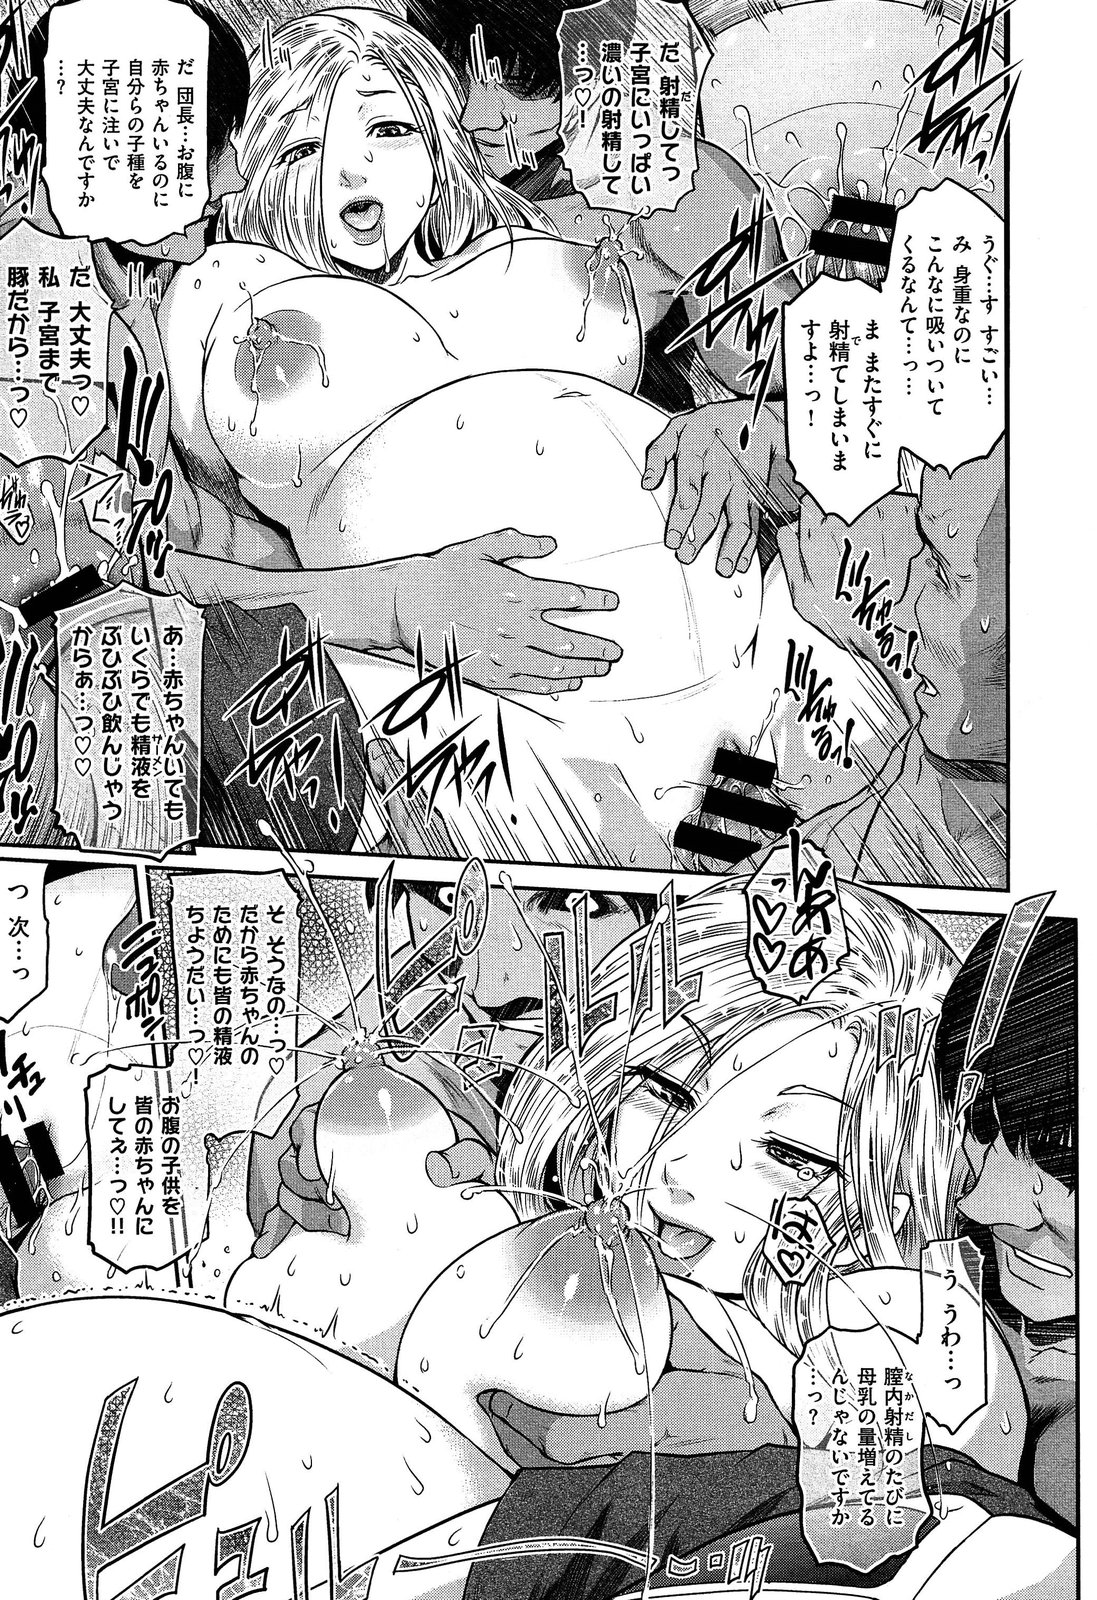 うぐ…す すごい…
み 身重なのに
こんなに吸いついて
くるなんて…っ…
ま またすぐに
射精てしまいま
すよ…っ！
だ 射精してっ
子宮にいっぱい
濃いの射精して
…っ♡！
だ 団長…お腹に
赤ちゃんいるのに
自分らの子種を
子宮に注いで
大丈夫なんですか
…？
だ 大丈夫っ♡
私 子宮まで
豚だから…っ♡
あ…赤ちゃんいても
いくらでも精液を
ぶひぶひ飲んじゃう
からぁ…っ♡♡
う うわ…っ
膣内射精のたびに
母乳の量増えてる
んじゃないですか
…っ？
そ そうなの…っ♡
だから赤ちゃんの
ためにも皆の精液
ちょうだい…っ♡！
お腹の子供を
皆の赤ちゃんに
してぇ…っ♡!!
っ 次…っ